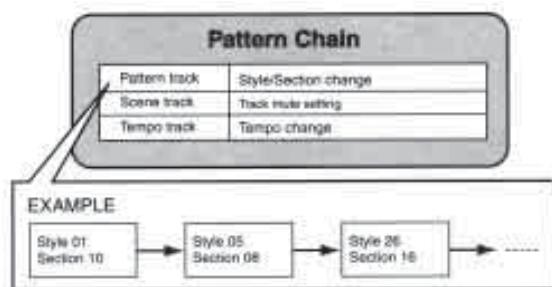 Pattern Chain
Pattern track Style/Section change
Scene track Track mute setting
Tempo track Tempo change
EXAMPLE
Style 01 Style 05 Style 26
Section 10 Section 08 Section 16